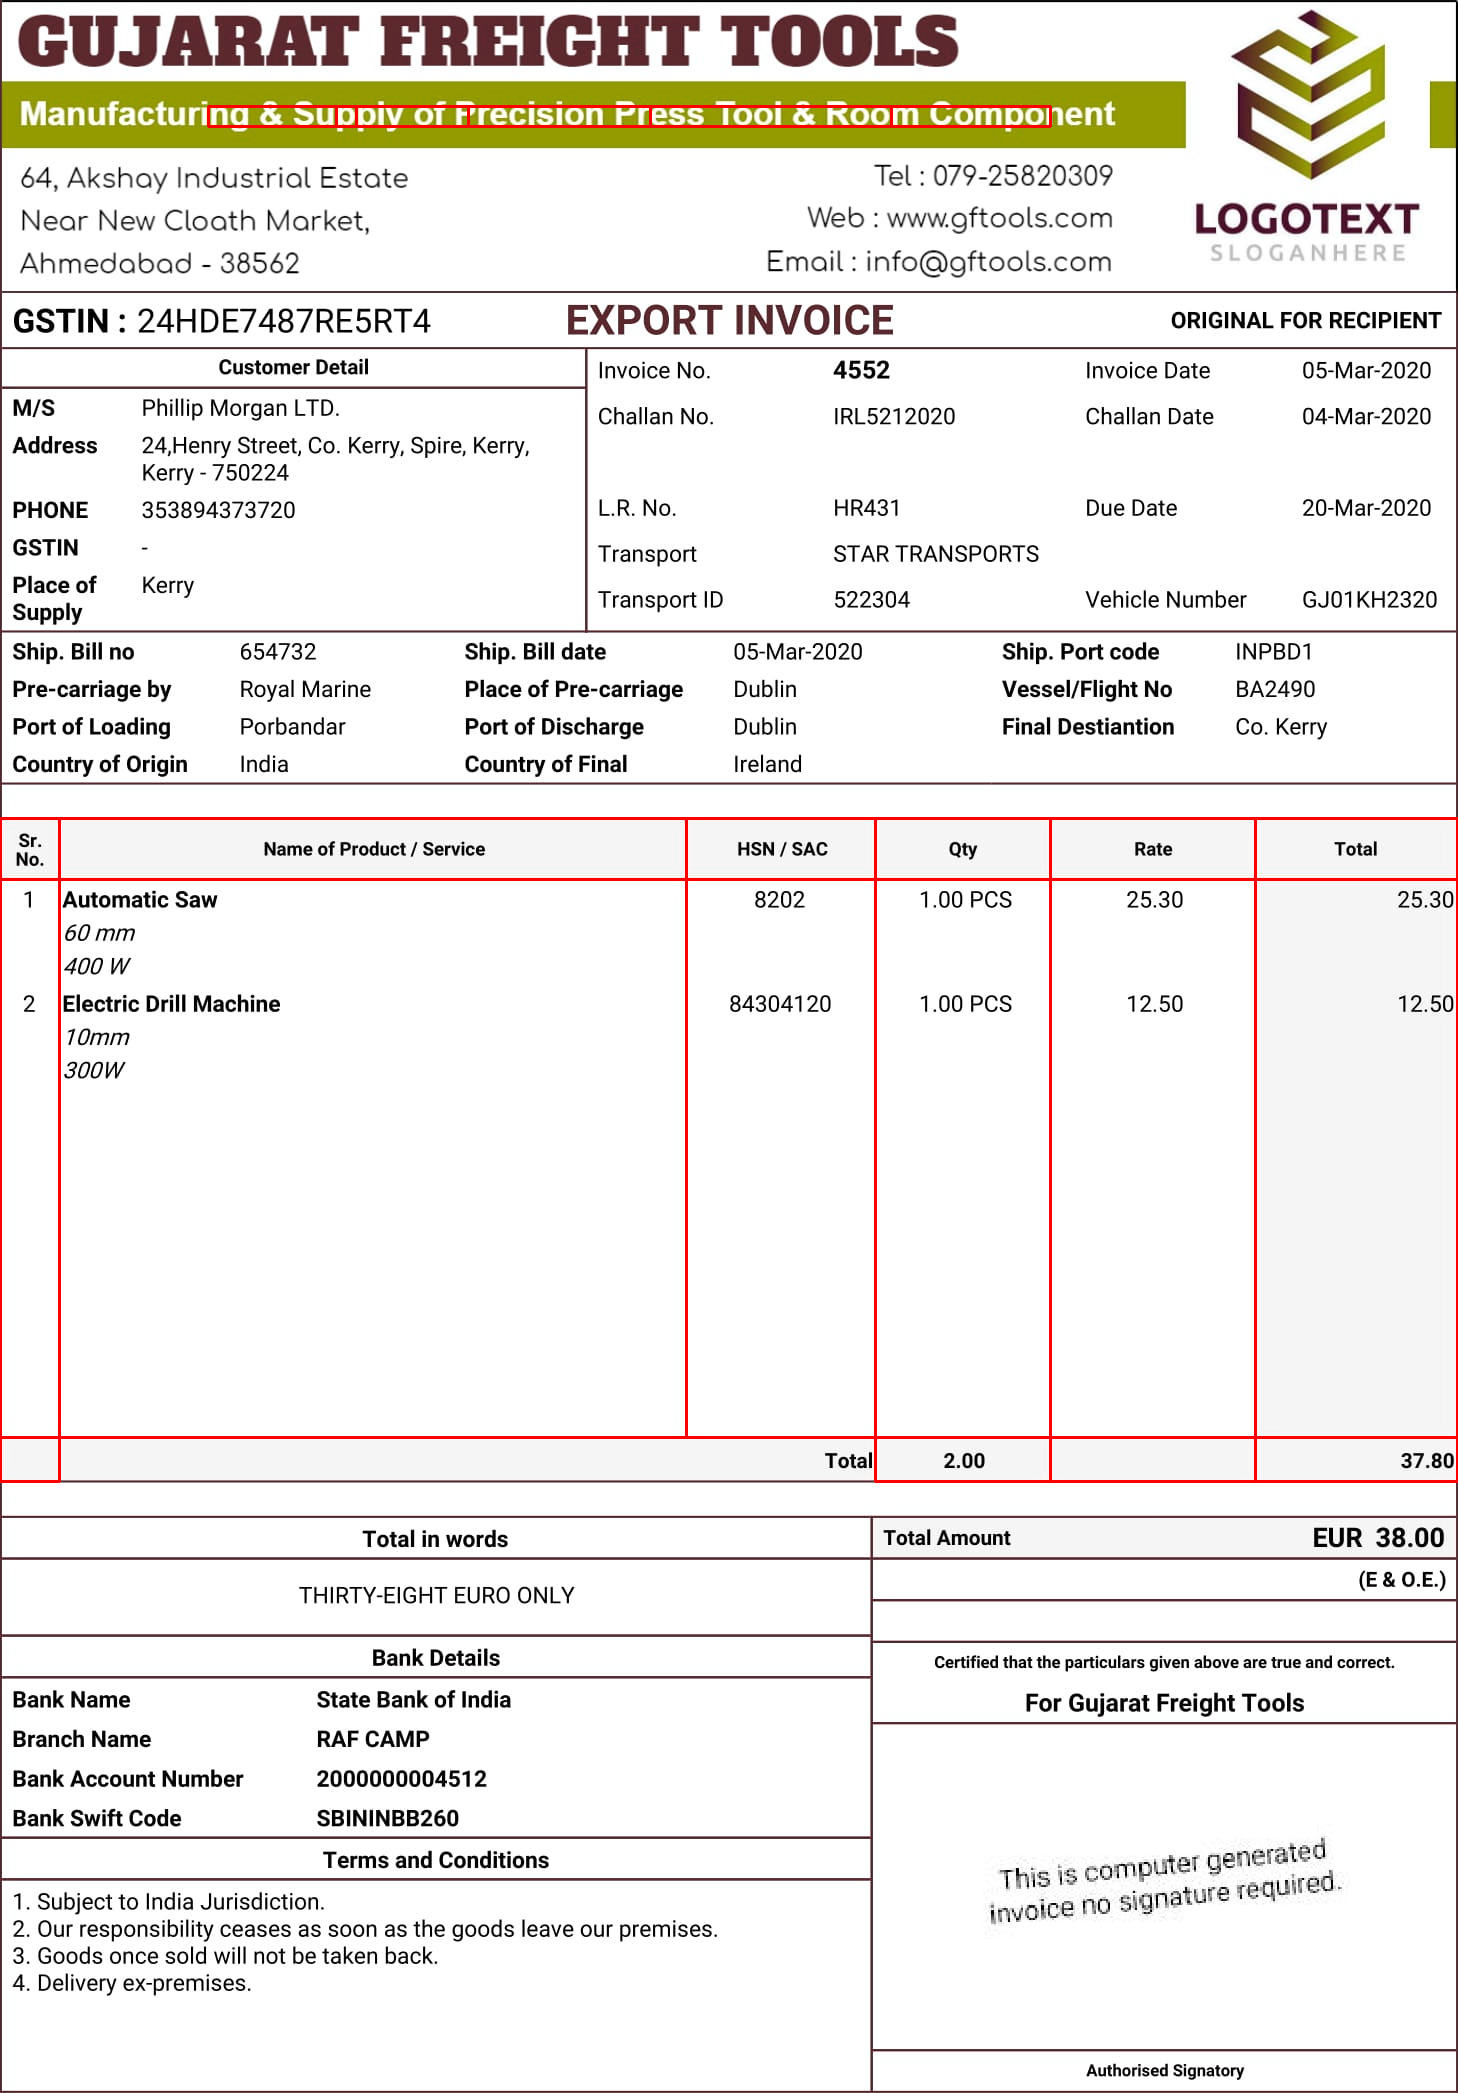 GUJARAT FREIGHT TOOLS
Manufacturing & Supply of Precision Press Tool & Room Component
64, Akshay Industrial Estate
Near New Cloath Market,
Ahmedabad - 38562
Tel : 079-25820309
Web : www.gftools.com
Email : info@gftools.com
LOGOTEXT
SLOGANHERE
GSTIN : 24HDE7487RE5RT4 EXPORT INVOICE ORIGINAL FOR RECIPIENT
Customer Detail
M/S Phillip Morgan LTD.
Address 24,Henry Street, Co. Kerry, Spire, Kerry,
Kerry - 750224
PHONE 353894373720
GSTIN -
Place of Kerry
Supply
Invoice No. 4552 Invoice Date 05-Mar-2020
Challan No. IRL5212020 Challan Date 04-Mar-2020
L.R. No. HR431 Due Date 20-Mar-2020
Transport STAR TRANSPORTS
Transport ID 522304 Vehicle Number GJ01KH2320
Ship. Bill no 654732 Ship. Bill date 05-Mar-2020 Ship. Port code INPBD1
Pre-carriage by Royal Marine Place of Pre-carriage Dublin Vessel/Flight No BA2490
Port of Loading Porbandar Port of Discharge Dublin Final Destiantion Co. Kerry
Country of Origin India Country of Final Ireland
Sr. No. Name of Product / Service HSN / SAC Qty Rate Total
1 Automatic Saw 8202 1.00 PCS 25.30 25.30
60 mm
400 W
2 Electric Drill Machine 84304120 1.00 PCS 12.50 12.50
10mm
300W
Total 2.00 37.80
Total in words
THIRTY-EIGHT EURO ONLY
Bank Details
Bank Name State Bank of India
Branch Name RAF CAMP
Bank Account Number 2000000004512
Bank Swift Code SBININBB260
Terms and Conditions
1. Subject to India Jurisdiction.
2. Our responsibility ceases as soon as the goods leave our premises.
3. Goods once sold will not be taken back.
4. Delivery ex-premises.
Total Amount EUR 38.00
(E & O.E.)
Certified that the particulars given above are true and correct.
For Gujarat Freight Tools
This is computer generated
invoice no signature required.
Authorised Signatory